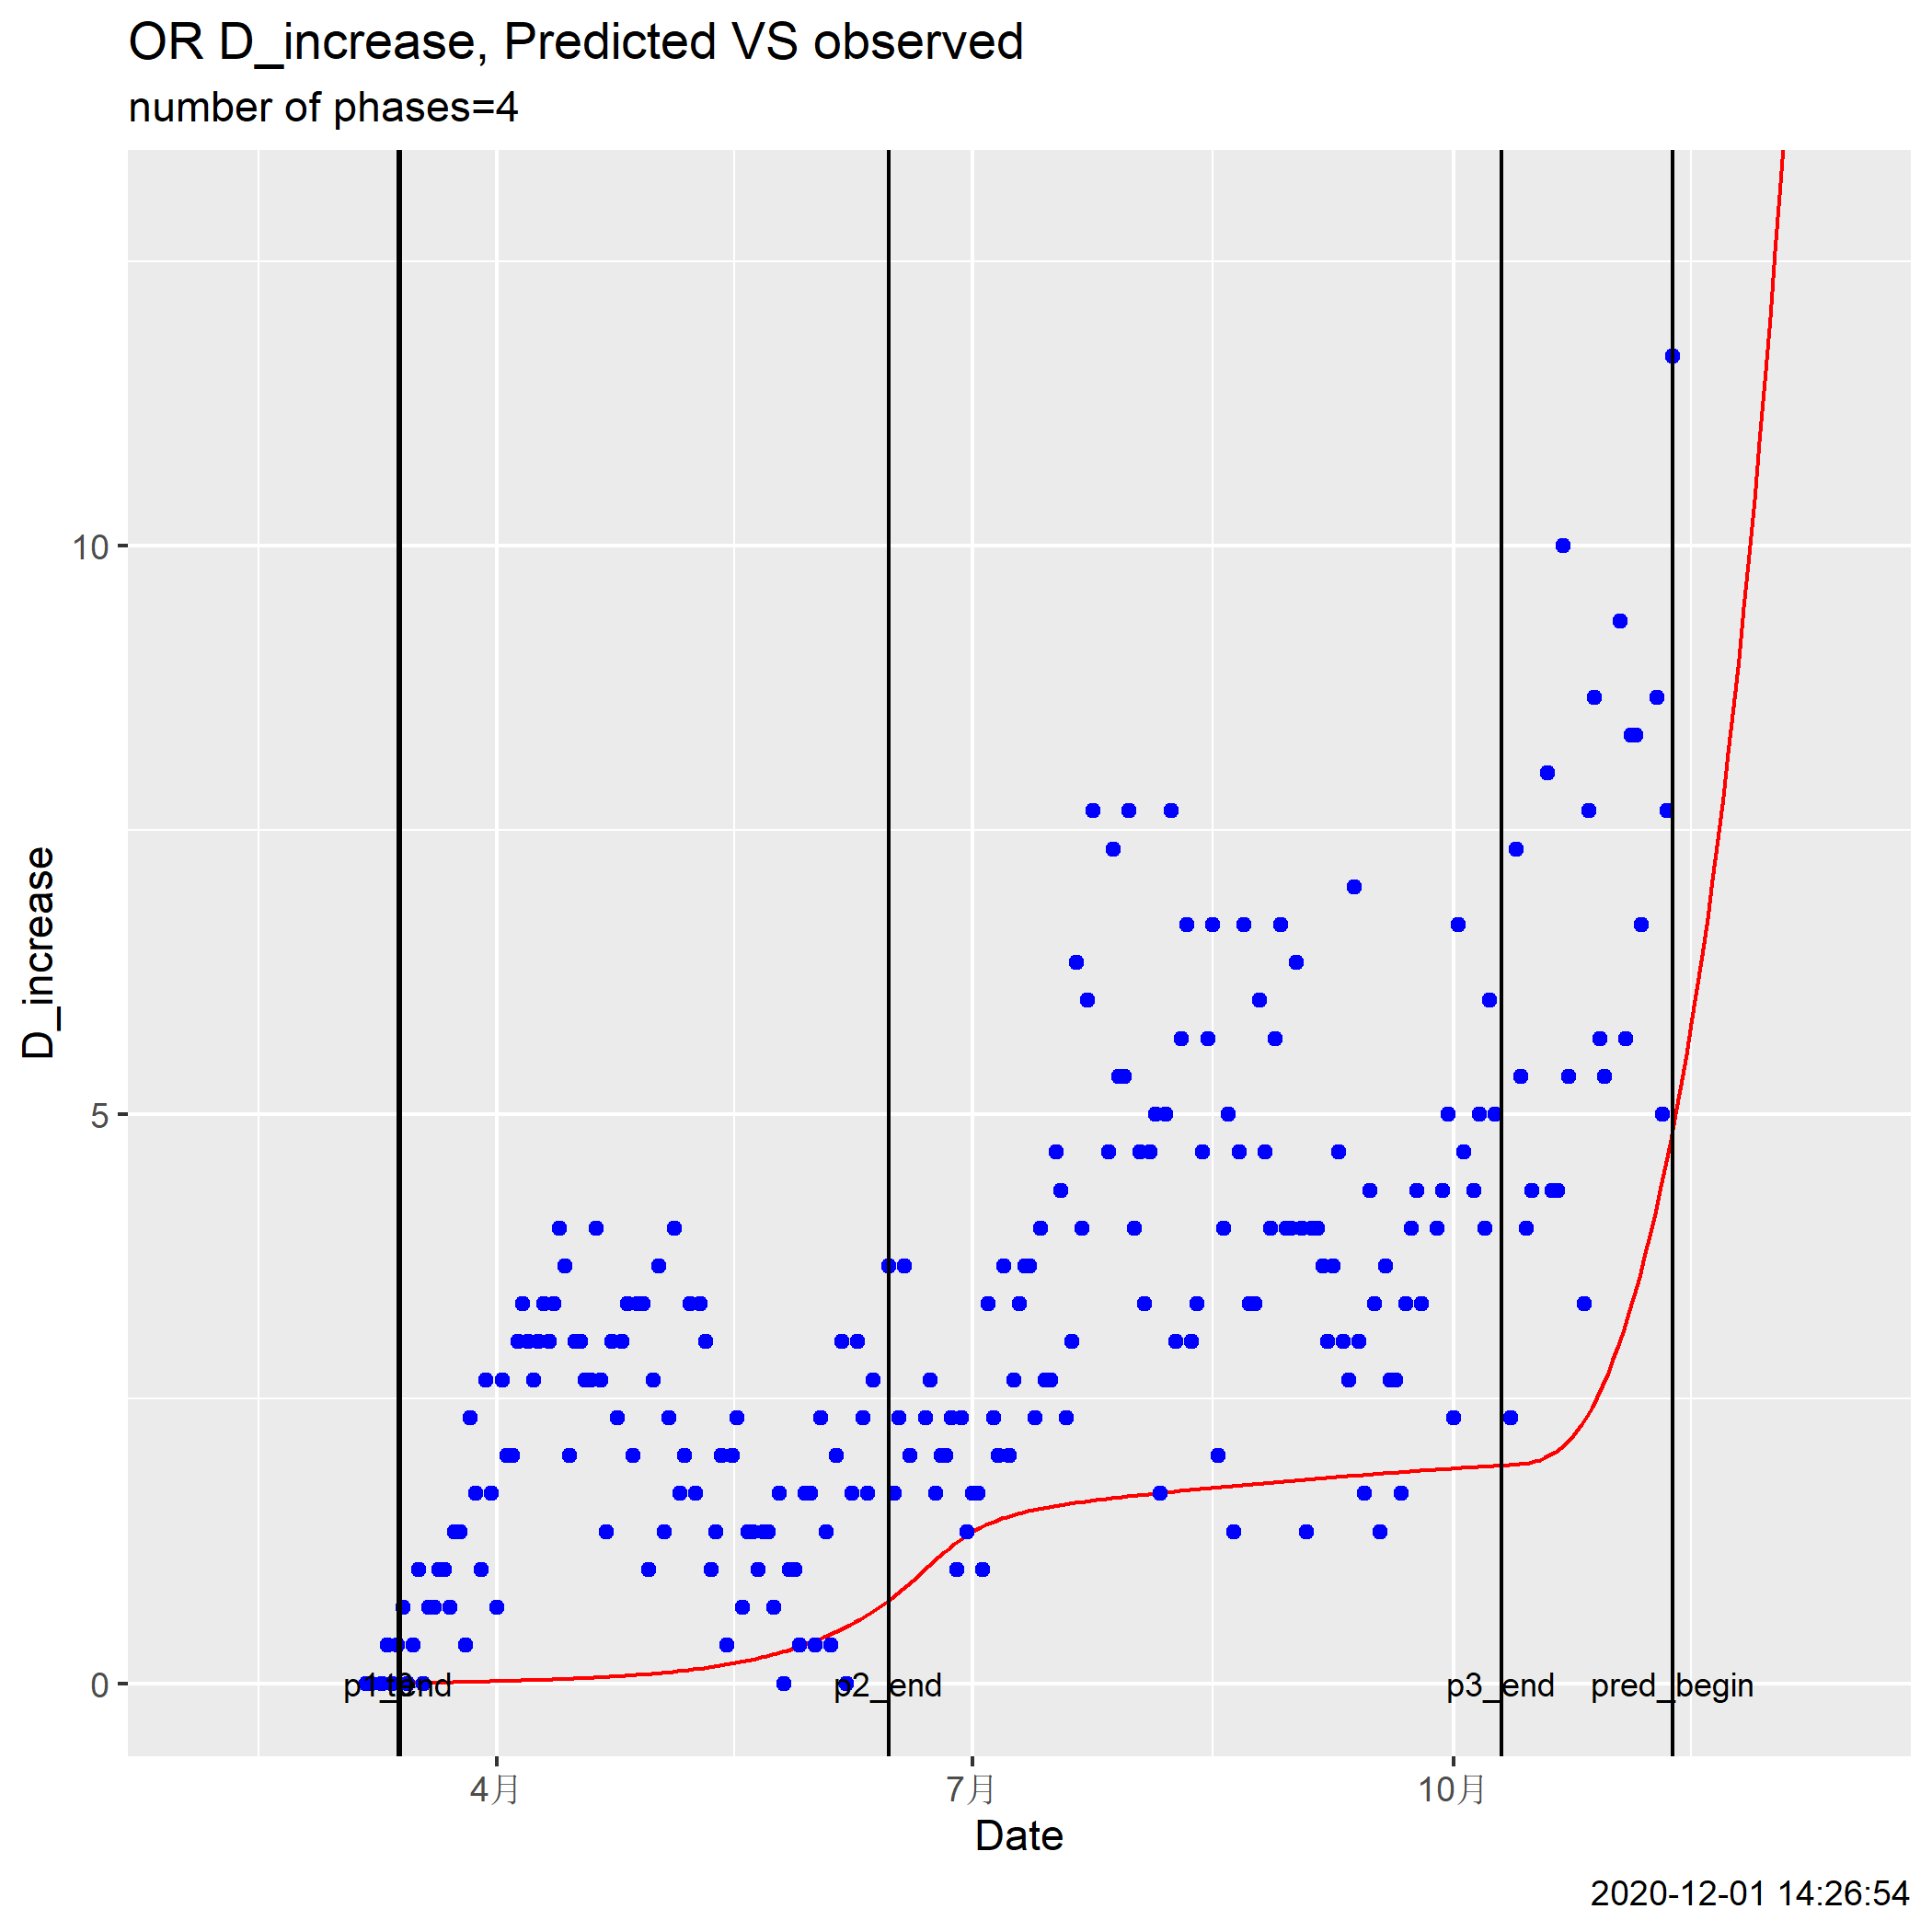 OR D_increase, Predicted VS observed
number of phases=4
D_increase
10
5
0
p1_end
p2_end
p3_end
pred_begin
4月
7月
10月
Date
2020-12-01 14:26:54